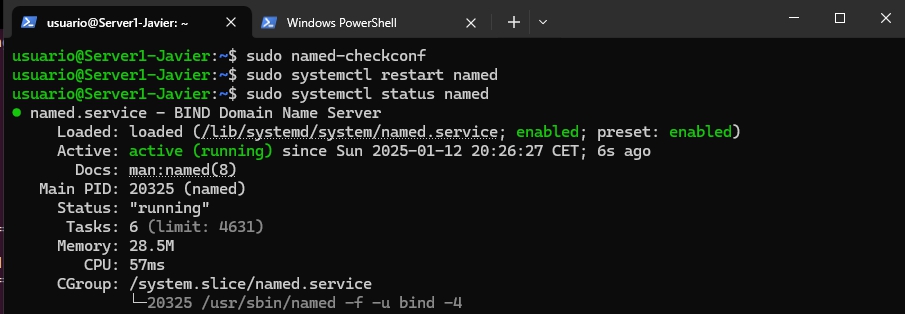 usuario@Server1-Javier: ~
Windows PowerShell
usuario@Server1-Javier:~$ sudo named-checkconf
usuario@Server1-Javier:~$ sudo systemctl restart named
usuario@Server1-Javier:~$ sudo systemctl status named
● named.service - BIND Domain Name Server
Loaded: loaded (/lib/systemd/system/named.service; enabled; preset: enabled)
Active: active (running) since Sun 2025-01-12 20:26:27 CET; 6s ago
Docs: man:named(8)
Main PID: 20325 (named)
Status: "running"
Tasks: 6 (limit: 4631)
Memory: 28.5M
CPU: 57ms
CGroup: /system.slice/named.service
└─20325 /usr/sbin/named -f -u bind -4